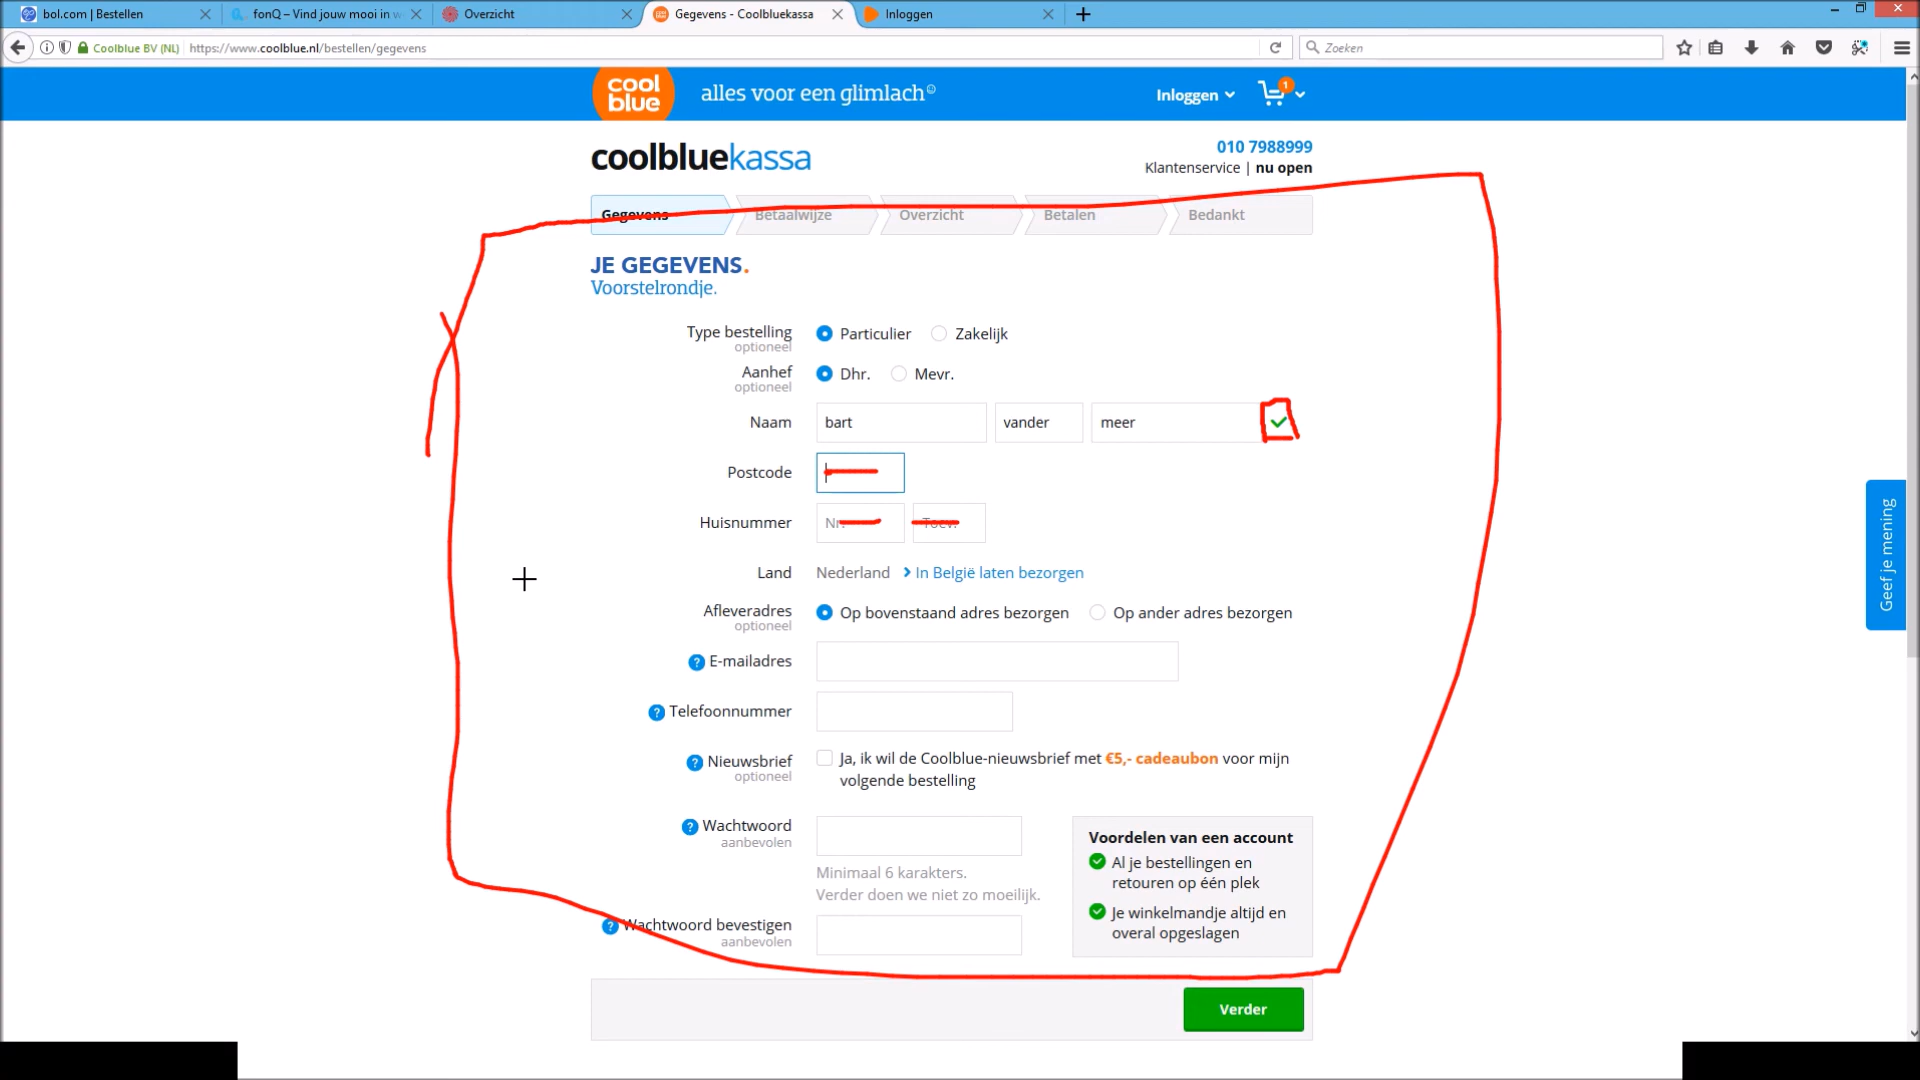 bol.com | Bestellen
fonQ – Vind jouw mooi in w
Overzicht
Gegevens - Coolbluekassa
Inloggen
Coolblue BV (NL)
https://www.coolblue.nl/bestellen/gegevens
Zoeken
cool
blue
alles voor een glimlach
Inloggen
1
coolbluekassa
010 7988999
Klantenservice | nu open
Gegevens
Betaalwijze
Overzicht
Betalen
Bedankt
JE GEGEVENS.
Voorstelrondje.
Type bestelling
optioneel
Particulier
Zakelijk
Aanhef
optioneel
Dhr.
Mevr.
Naam
bart
vander
meer
Postcode
Huisnummer
Nr.
Toev.
Land
Nederland
In België laten bezorgen
Afleveradres
optioneel
Op bovenstaand adres bezorgen
Op ander adres bezorgen
? E-mailadres
? Telefoonnummer
? Nieuwsbrief
optioneel
Ja, ik wil de Coolblue-nieuwsbrief met €5,- cadeaubon voor mijn
volgende bestelling
? Wachtwoord
aanbevolen
Minimaal 6 karakters.
Verder doen we niet zo moeilijk.
? Wachtwoord bevestigen
aanbevolen
Voordelen van een account
Al je bestellingen en
retouren op één plek
Je winkelmandje altijd en
overal opgeslagen
Verder
Geef je mening